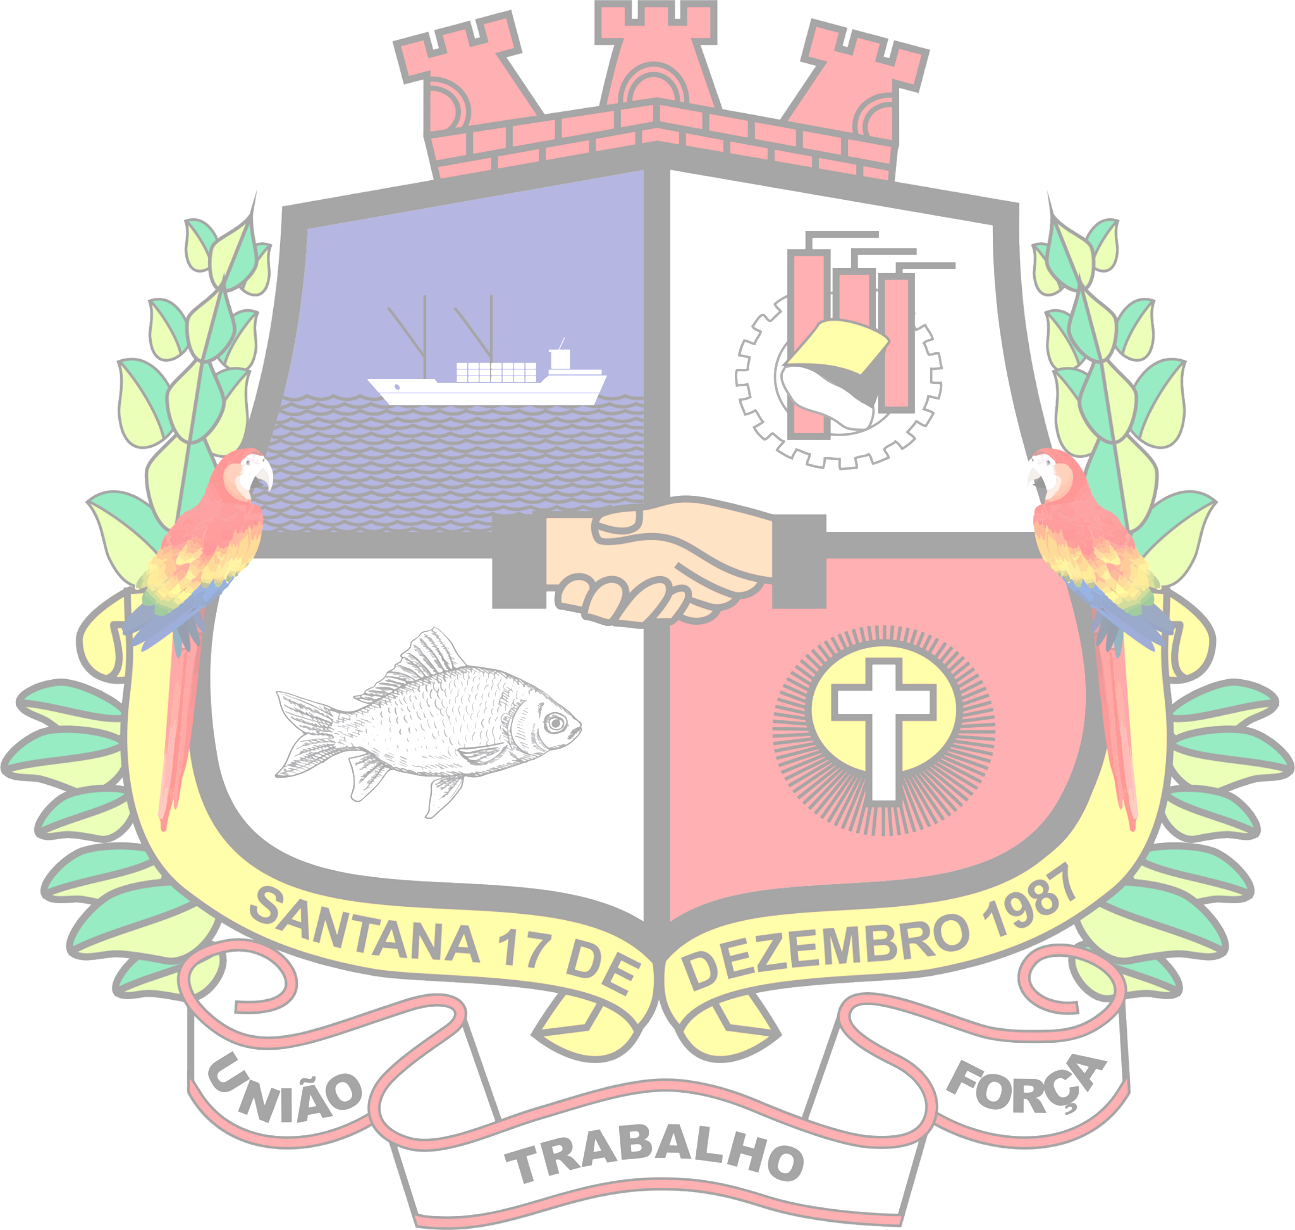 SANTANA 17 DE DEZEMBRO 1987
UNIÃO
TRABALHO
FORÇA